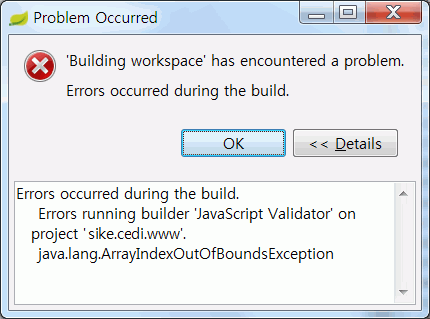 Problem Occurred
'Building workspace' has encountered a problem.
Errors occurred during the build.
OK
<< Details
Errors occurred during the build.
Errors running builder 'JavaScript Validator' on
project 'sike.cedi.www'.
java.lang.ArrayIndexOutOfBoundsException